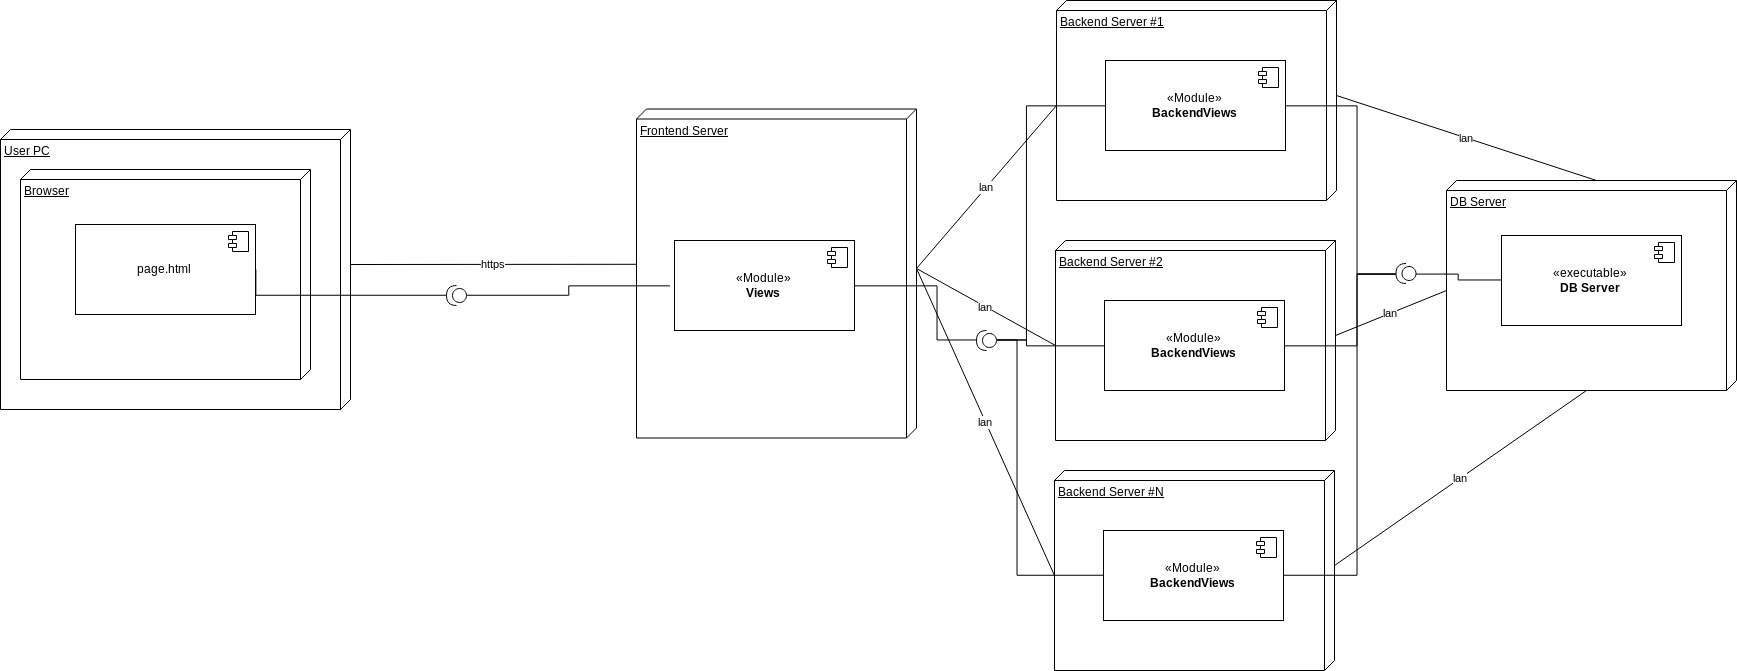 User PC
Browser
page.html
https
Frontend Server
«Module»
Views
lan
lan
lan
Backend Server #1
«Module»
BackendViews
Backend Server #2
«Module»
BackendViews
Backend Server #N
«Module»
BackendViews
lan
lan
lan
DB Server
«executable»
DB Server